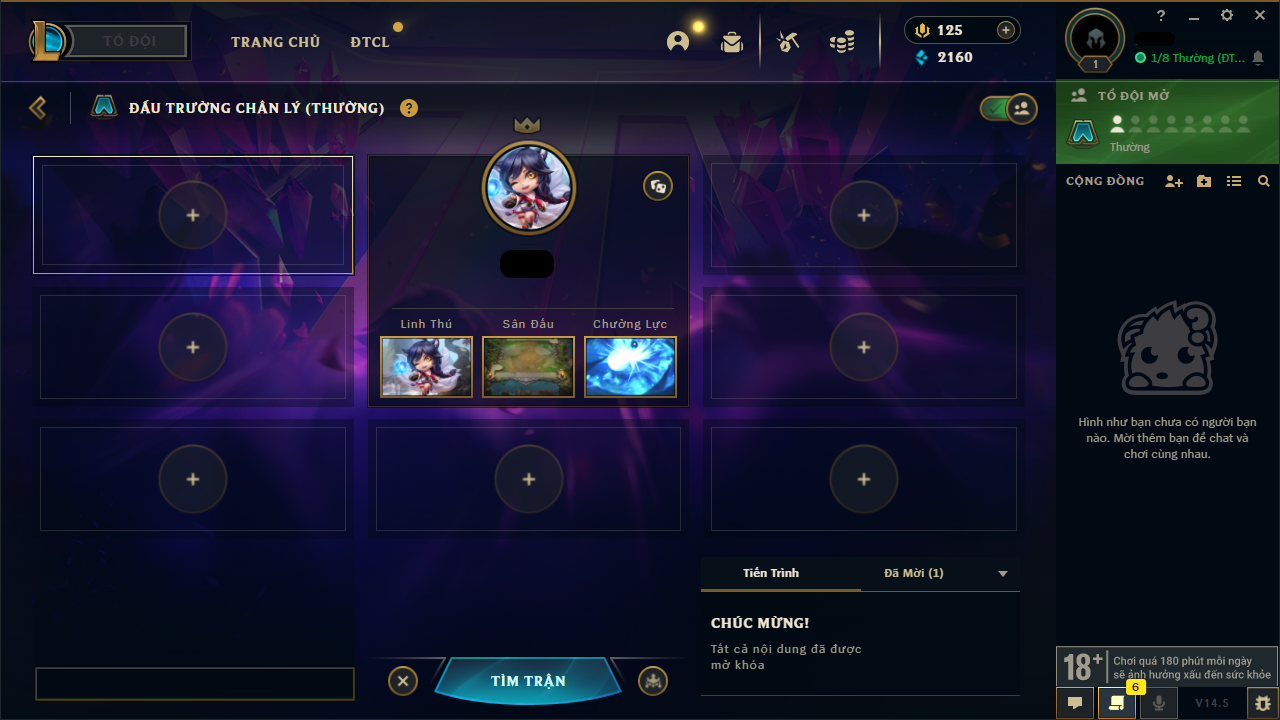 TỔ ĐỘI
TRANG CHỦ
ĐTCL
125
2160
?
1
1/8 Thường (ĐT...
ĐẤU TRƯỜNG CHÂN LÝ (THƯỜNG)
?
TỔ ĐỘI MỞ
Thường
CỘNG ĐỒNG
Linh Thú
Sân Đấu
Chưởng Lực
Hình như bạn chưa có người bạn
nào. Mời thêm bạn để chat và
chơi cùng nhau.
Tiến Trình
Đã Mời (1)
CHÚC MỪNG!
Tất cả nội dung đã được
mở khóa
TÌM TRẬN
18+
Chơi quá 180 phút mỗi ngày
sẽ ảnh hưởng xấu đến sức khỏe
6
V14.5